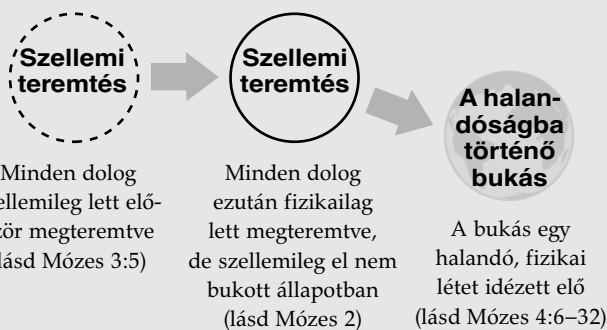 Szellemi
teremtés
Minden dolog
ellemileg lett elő-
ször megteremtve
lásd Mózes 3:5)
Szellemi
teremtés
Minden dolog
ezután fizikailag
lett megteremtve,
de szellemileg el nem
bukott állapotban
(lásd Mózes 2)
A halan-
dóságba
történő
bukás
A bukás egy
halandó, fizikai
létet idézett elő
(lásd Mózes 4:6–32)